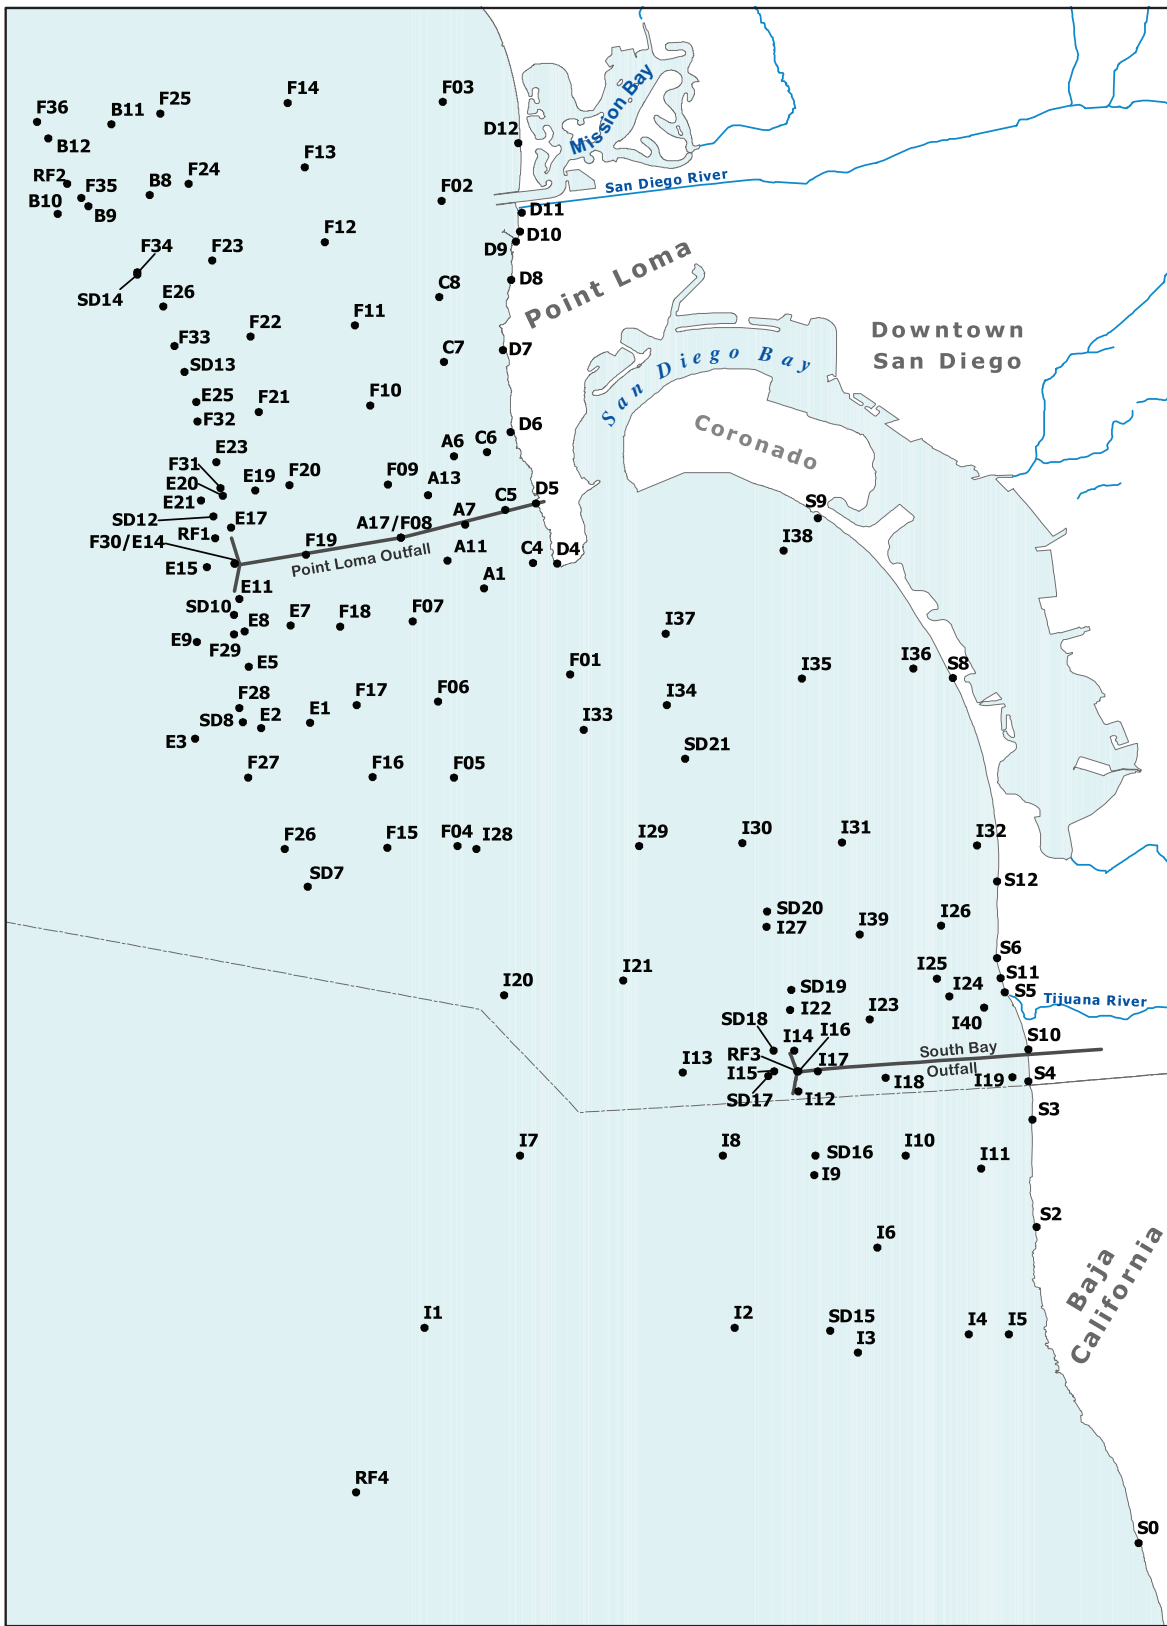 F36
B11
F25
F14
F03
B12
D12
Mission Bay
RF2
F35
B8
F24
F13
F02
San Diego River
B10
B9
D11
D10
D9
F34
F23
F12
SD14
Point Loma
D8
E26
C8
F33
F22
F11
Downtown
San Diego
SD13
C7
D7
San Diego Bay
E25
F32
F21
F10
Coronado
D6
E23
A6
C6
F31
E20
E21
E19
F20
F09
A13
C5
D5
S9
SD12
E17
A17/F08
A7
RF1
F30/E14
F19
Point Loma Outfall
A11
C4
D4
I38
E15
E11
A1
SD10
E8
E7
F18
F07
I37
E9
F29
E5
F01
I35
I36
S8
F28
SD8
E2
E1
F17
F06
I34
I33
E3
SD21
F27
F16
F05
F26
F15
F04
I28
I29
I30
I31
I32
SD7
S12
SD20
I27
I39
I26
S6
I20
I21
SD19
I25
I24
S11
S5
Tijuana River
I22
I23
I40
SD18
I14
I16
South Bay
Outfall
S10
RF3
I13
I15
I17
I18
I19
S4
SD17
I12
S3
I7
I8
SD16
I9
I10
I11
S2
I6
Baja
California
I1
I2
SD15
I3
I4
I5
RF4
S0